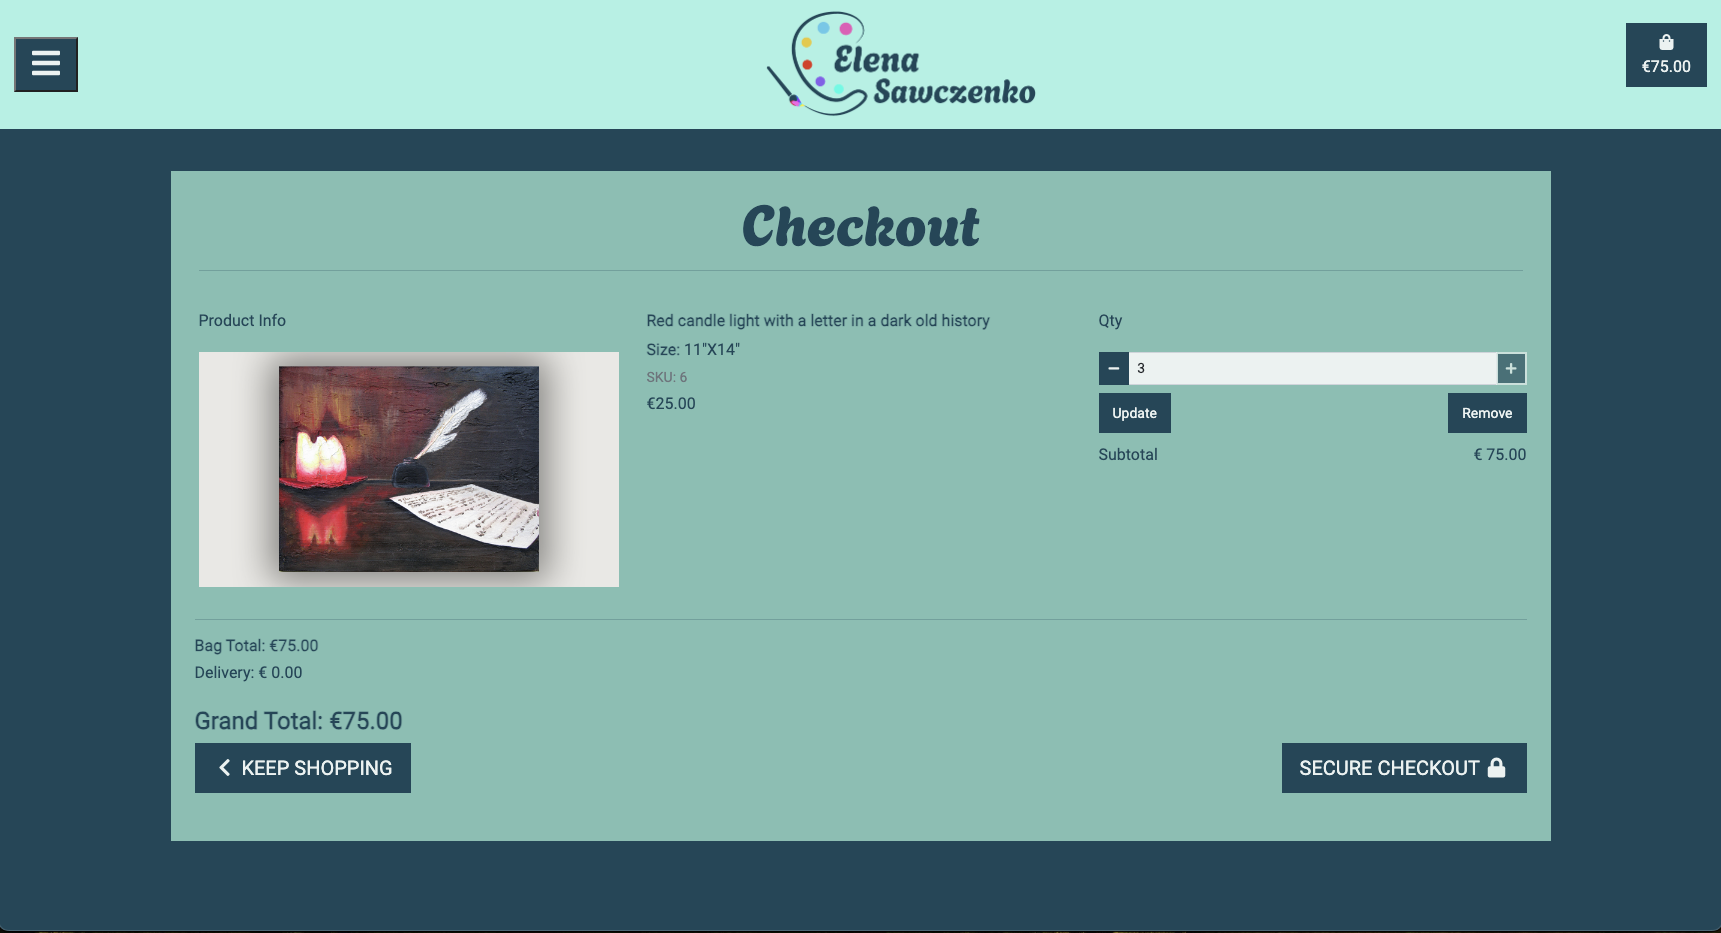 Elena
Sawczenko
€75.00
Checkout
Product Info
Red candle light with a letter in a dark old history
Size: 11"X14"
SKU: 6
€25.00
Qty
3
Update
Remove
Subtotal
€ 75.00
Bag Total: €75.00
Delivery: € 0.00
Grand Total: €75.00
KEEP SHOPPING
SECURE CHECKOUT